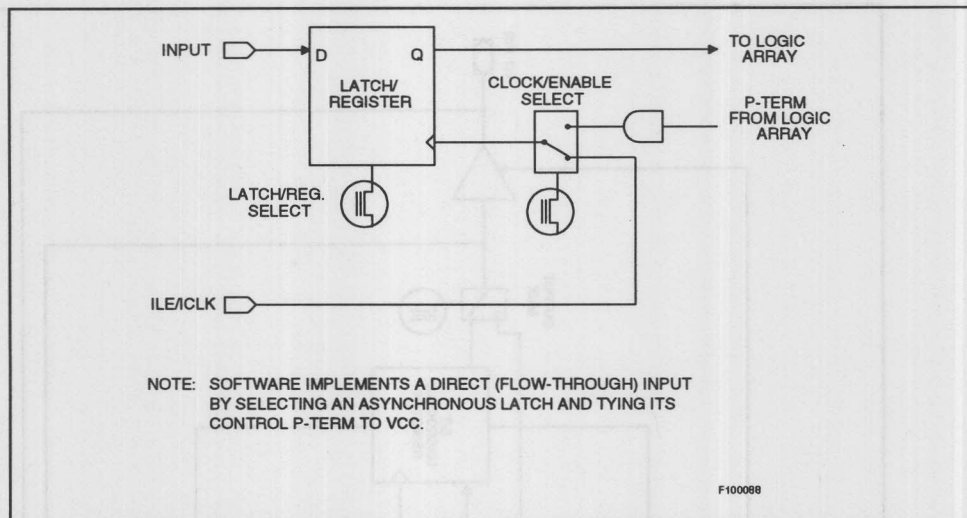 INPUT
D
Q
LATCH/
REGISTER
TO LOGIC
ARRAY
CLOCK/ENABLE
SELECT
P-TERM
FROM LOGIC
ARRAY
LATCH/REG.
SELECT
ILE/ICLK
NOTE: SOFTWARE IMPLEMENTS A DIRECT (FLOW-THROUGH) INPUT
BY SELECTING AN ASYNCHRONOUS LATCH AND TYING ITS
CONTROL P-TERM TO VCC.
F100088